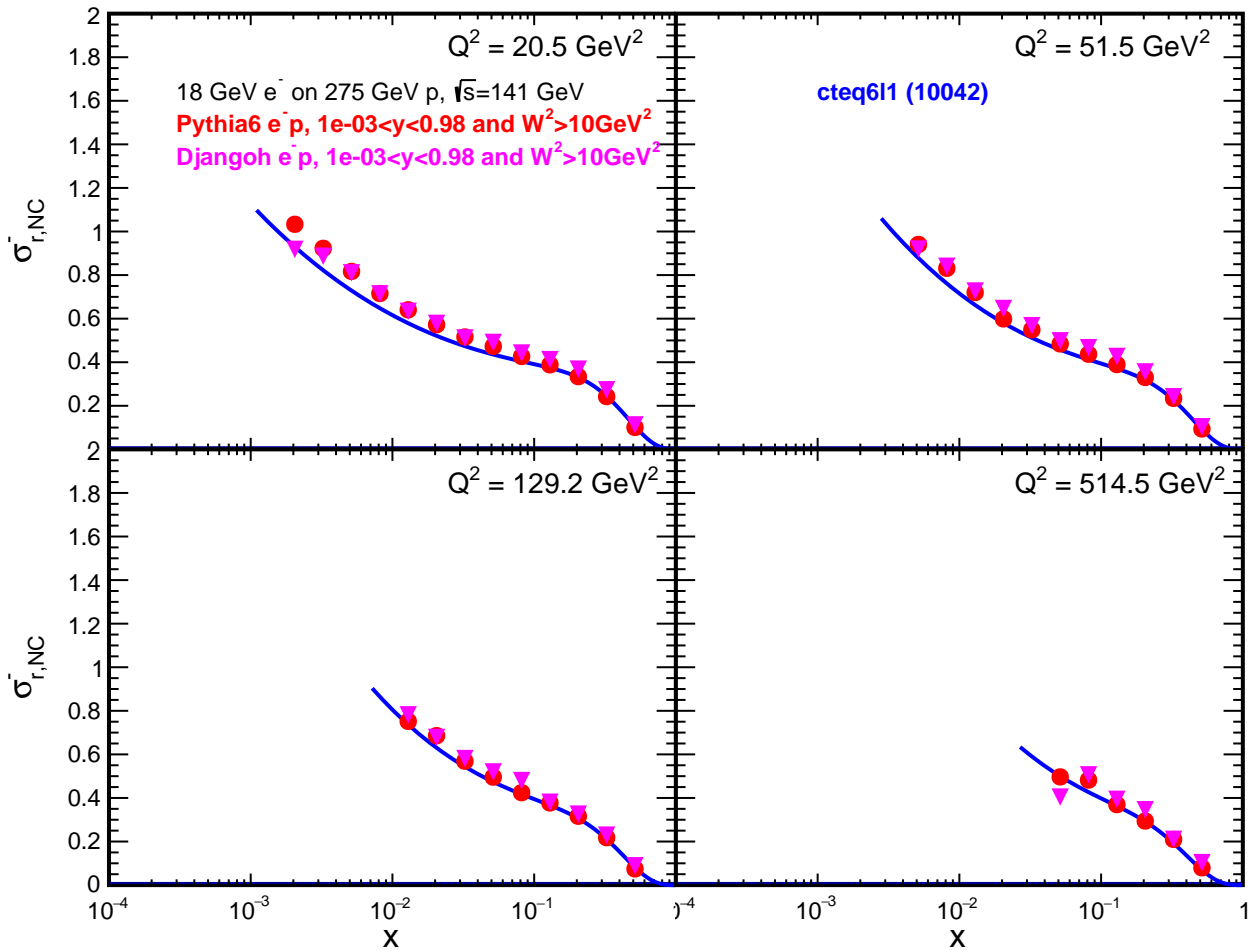 Q² = 20.5 GeV²
18 GeV e⁻ on 275 GeV p, √s=141 GeV
Pythia6 e⁻p, 1e-03<y<0.98 and W²>10GeV²
Djangoh e⁻p, 1e-03<y<0.98 and W²>10GeV²
2
1.8
1.6
1.4
1.2
1
0.8
0.6
0.4
0.2
σ⁻r,NC
Q² = 51.5 GeV²
cteq6l1 (10042)
Q² = 129.2 GeV²
2
2
1.8
1.6
1.4
1.2
1
0.8
0.6
0.4
0.2
0
σ⁻r,NC
10⁻⁴ 10⁻³ 10⁻² 10⁻¹
x
Q² = 514.5 GeV²
0⁻⁴ 10⁻³ 10⁻² 10⁻¹ 1
x